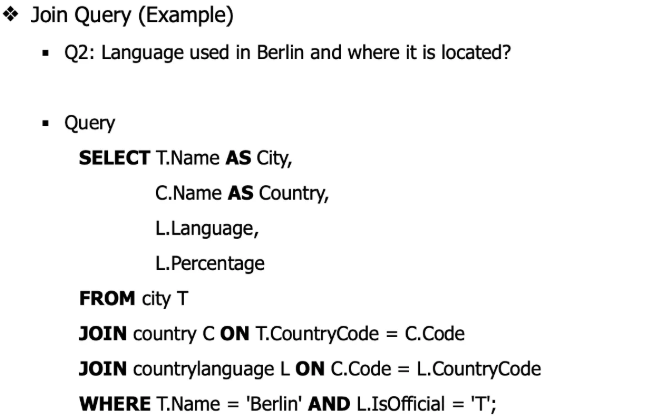 ❖ Join Query (Example)
▪ Q2: Language used in Berlin and where it is located?
▪ Query
SELECT T.Name AS City,
C.Name AS Country,
L.Language,
L.Percentage
FROM city T
JOIN country C ON T.CountryCode = C.Code
JOIN countrylanguage L ON C.Code = L.CountryCode
WHERE T.Name = 'Berlin' AND L.IsOfficial = 'T';